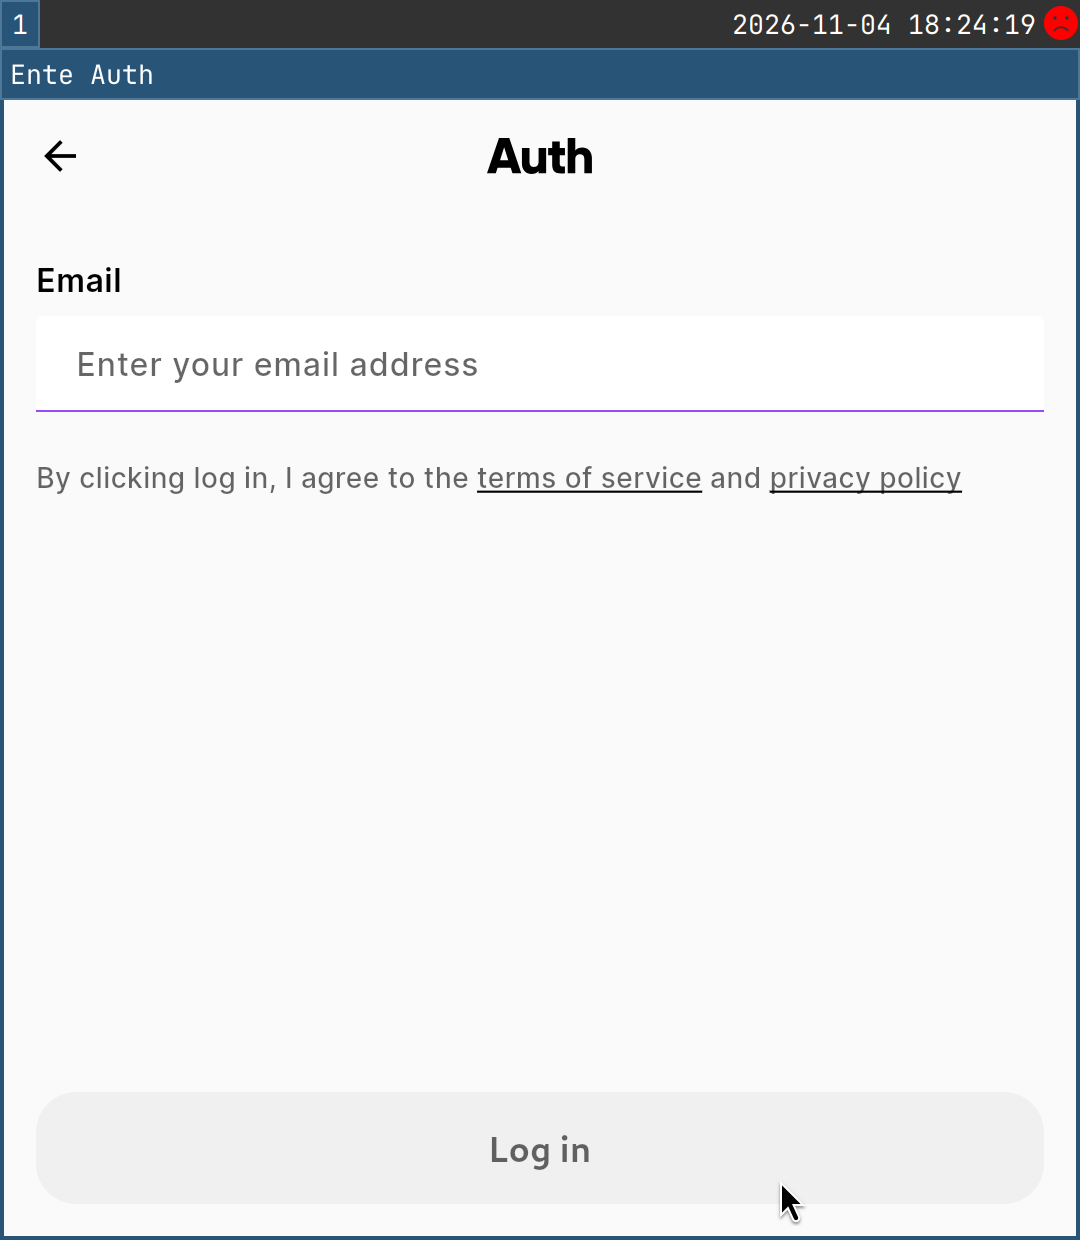 1
2026-11-04 18:24:19
Ente Auth
Auth
Email
Enter your email address
By clicking log in, I agree to the terms of service and privacy policy
Log in